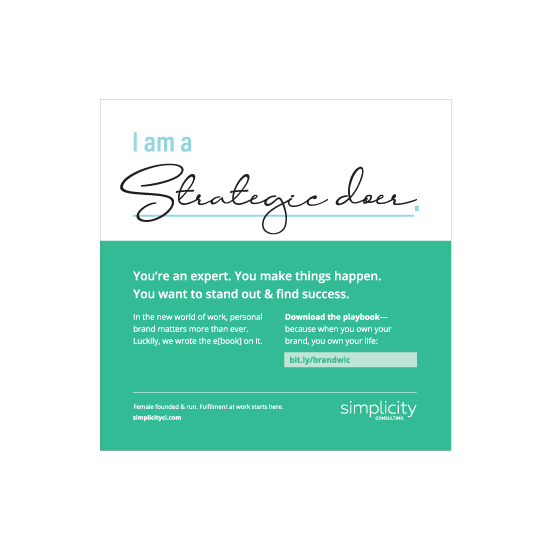 I am a
Strategic doer.
You're an expert. You make things happen.
You want to stand out & find success.
In the new world of work, personal
brand matters more than ever.
Luckily, we wrote the e[book] on it.
Download the playbook—
because when you own your
brand, you own your life:
bit.ly/brandwic
Female founded & run. Fulfilment at work starts here.
simplicityci.com
simplicity
CONSULTING